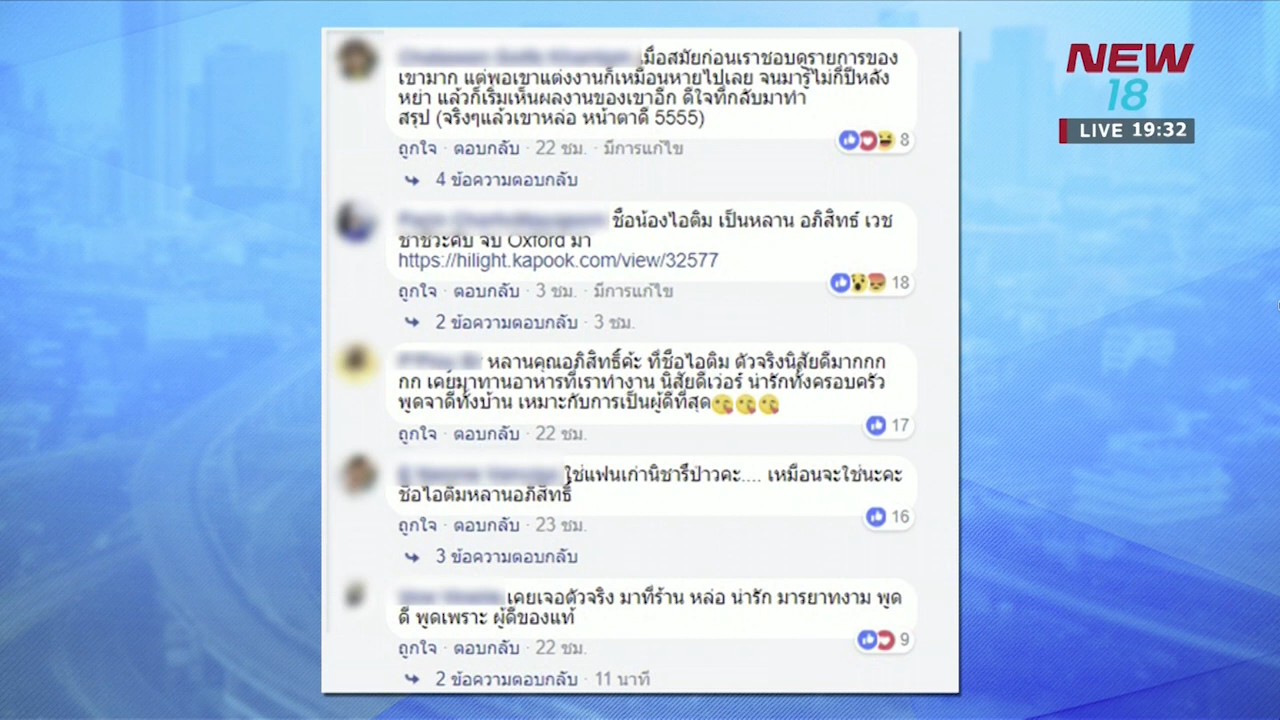 NEW
18
LIVE 19:32
เมื่อสมัยก่อนเราชอบดูรายการของ
เขามาก แต่พอเขาแต่งงานก็เหมือนหายไปเลย จนมารู้ไม่กี่ปีหลัง
หย่า แล้วก็เริ่มเห็นผลงานของเขาอีก ดีใจที่กลับมาทำ
สรุป (จริงๆแล้วเขาหล่อ หน้าตาดี 5555)
ถูกใจ · ตอบกลับ · 22 ชม. · มีการแก้ไข
8
4 ข้อความตอบกลับ
ชื่อน้องไอติม เป็นหลาน อภิสิทธ์ เวช
ชาชีวะคับ จบ Oxford มา
https://hilight.kapook.com/view/32577
18
ถูกใจ · ตอบกลับ · 3 ชม. · มีการแก้ไข
2 ข้อความตอบกลับ · 3 ชม.
หลานคุณอภิสิทธิ์ค้ะ ที่ชื่อไอติม ตัวจริงนิสัยดีมากกก
กก เคยมาทานอาหารที่เราทำงาน นิสัยดีเว่อร์ น่ารักทั้งครอบครัว
พูดจาดีทั้งบ้าน เหมาะกับการเป็นผู้ดีที่สุด😘😘😘
17
ถูกใจ · ตอบกลับ · 22 ชม.
ใช่แฟนเก่านิชารึป่าวคะ.... เหมือนจะใช่นะคะ
ชื่อไอติมหลานอภิสิทธิ์
16
ถูกใจ · ตอบกลับ · 23 ชม.
3 ข้อความตอบกลับ
เคยเจอตัวจริง มาที่ร้าน หล่อ น่ารัก มารยาทงาม พูด
ดี พูดเพราะ ผู้ดีของแท้
9
ถูกใจ · ตอบกลับ · 22 ชม.
2 ข้อความตอบกลับ · 11 นาที